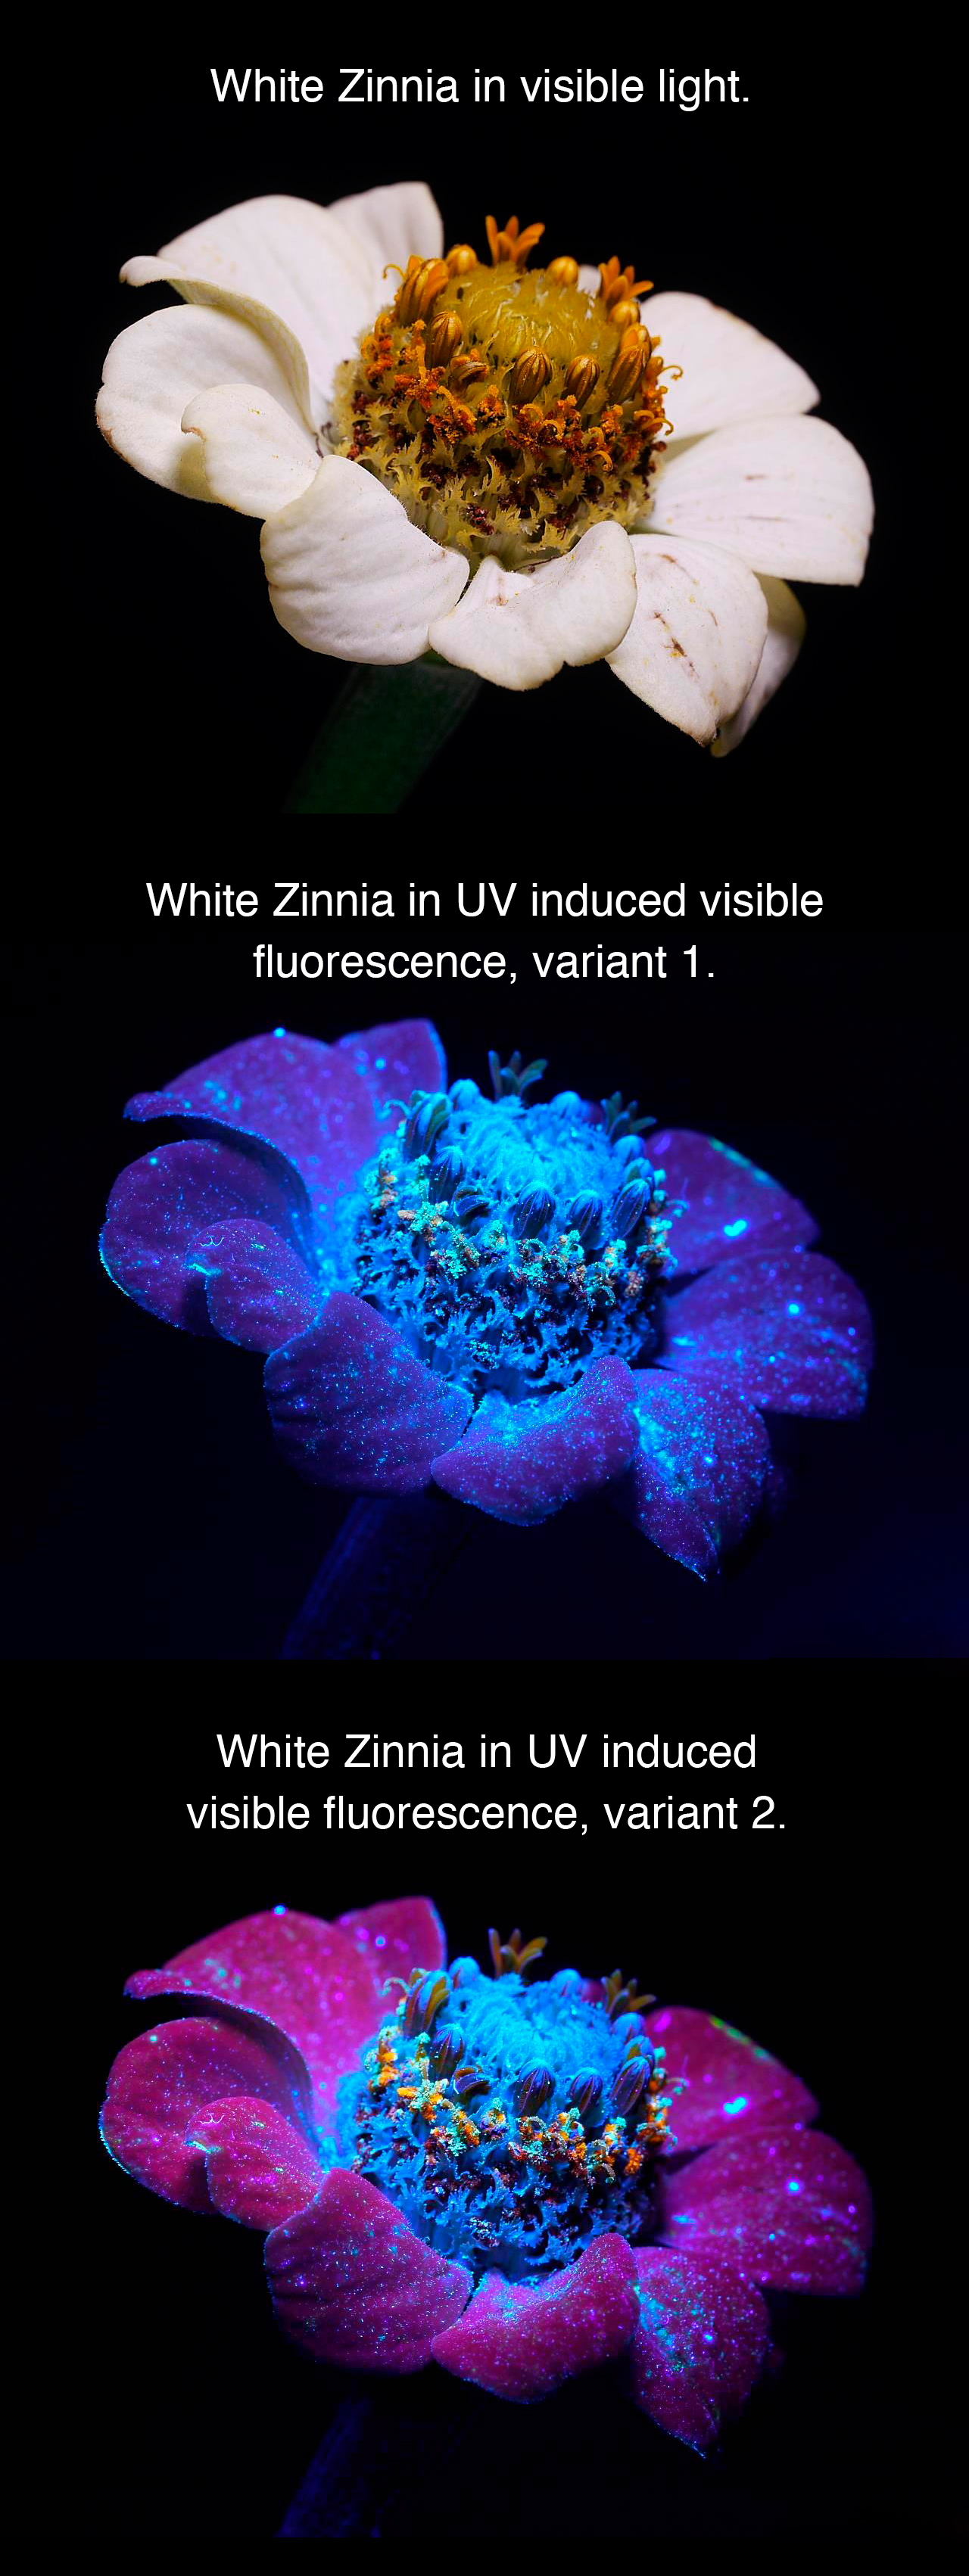 White Zinnia in visible light.
White Zinnia in UV induced visible
fluorescence, variant 1.
White Zinnia in UV induced
visible fluorescence, variant 2.